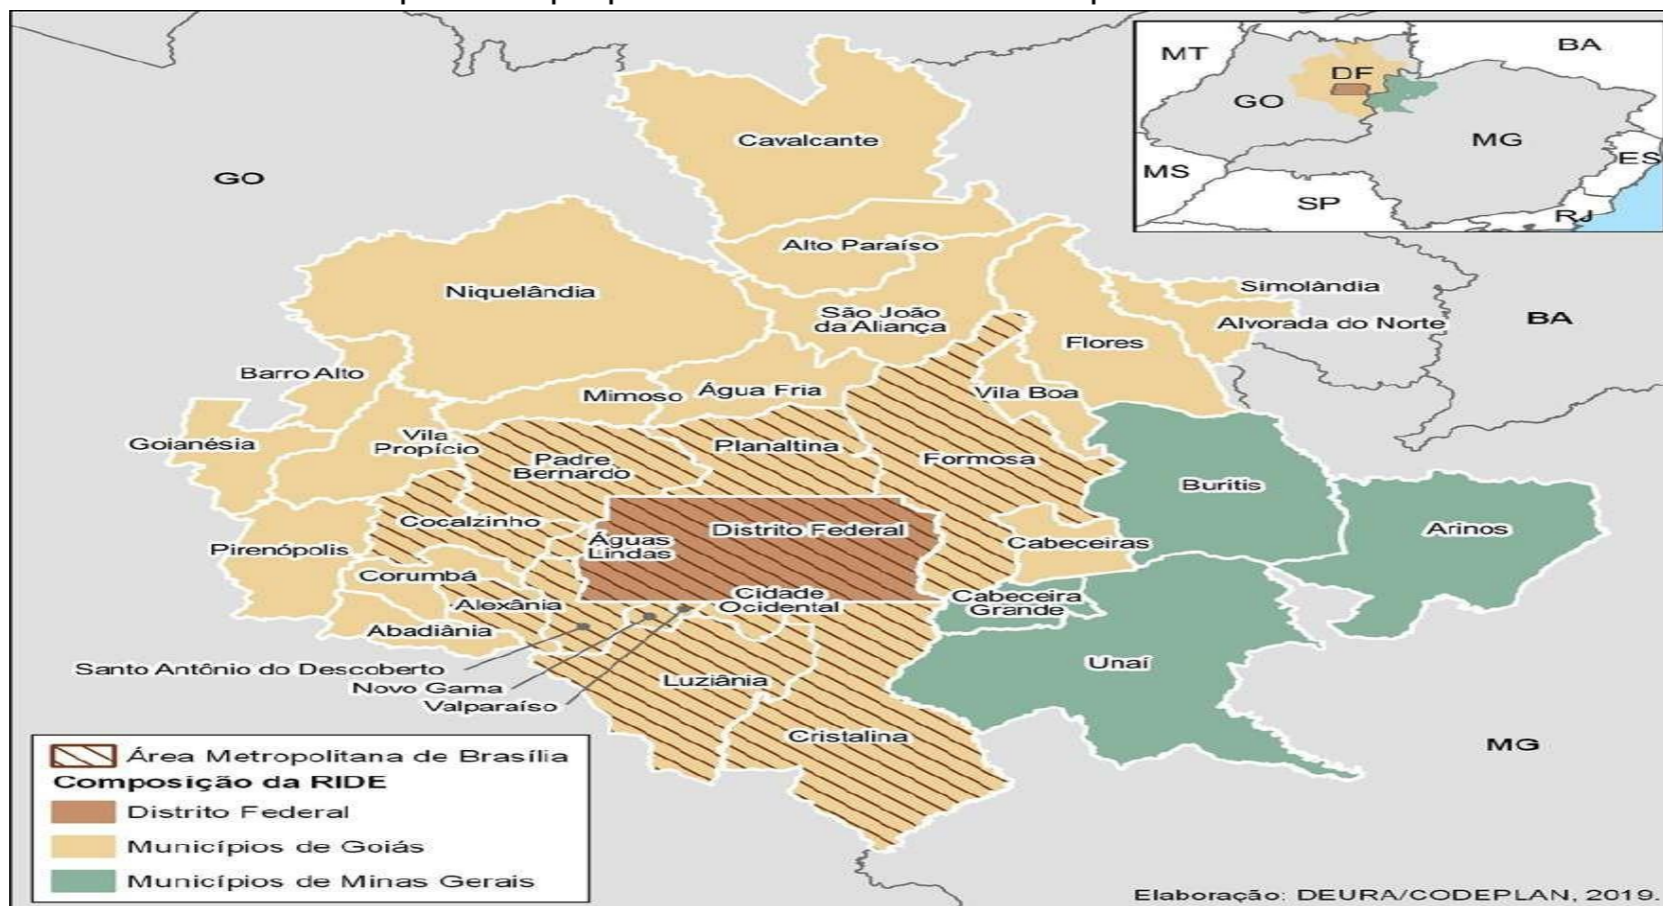 MT
BA
DF
GO
MG
ES
MS
SP
RJ
Cavalcante
GO
Alto Paraíso
Niquelândia
Simolândia
São João
da Aliança
Alvorada do Norte
BA
Flores
Barro Alto
Mimoso
Água Fria
Vila Boa
Goianésia
Vila
Propício
Planaltina
Padre
Bernardo
Formosa
Buritis
Cocalzinho
Arinos
Distrito Federal
Águas
Lindas
Pirenópolis
Cabeceiras
Corumbá
Cidade
Ocidental
Cabeceira
Grande
Alexânia
Abadiânia
Santo Antônio do Descoberto
Unaí
Novo Gama
Luziânia
Valparaíso
Cristalina
MG
Área Metropolitana de Brasília
Composição da RIDE
Distrito Federal
Municípios de Goiás
Municípios de Minas Gerais
Elaboração: DEURA/CODEPLAN, 2019.